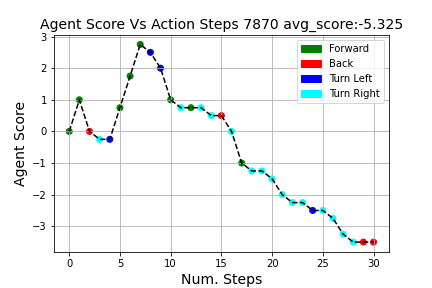 Agent Score Vs Action Steps 7870 avg_score:-5.325
3
2
1
0
−1
−2
−3
Agent Score
Forward
Back
Turn Left
Turn Right
0 5 10 15 20 25 30
Num. Steps